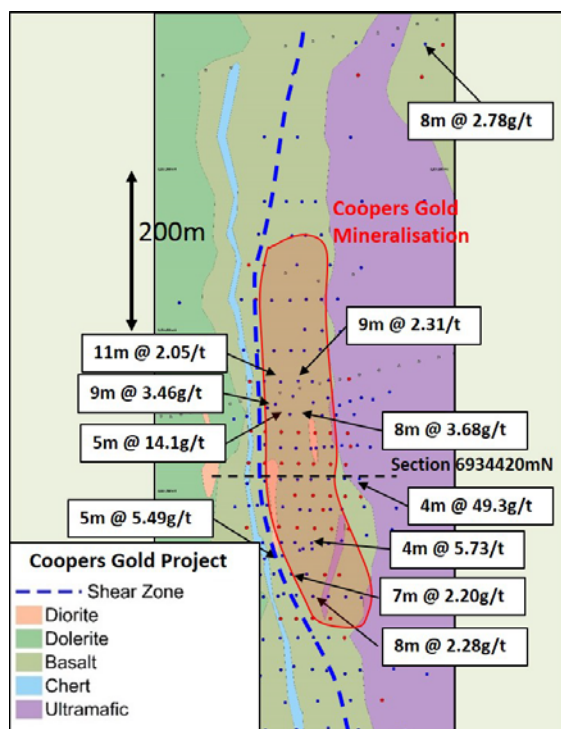 8m @ 2.78g/t
200m
Coopers Gold
Mineralisation
9m @ 2.31/t
11m @ 2.05/t
9m @ 3.46g/t
5m @ 14.1g/t
8m @ 3.68g/t
Section 6934420mN
4m @ 49.3g/t
5m @ 5.49g/t
4m @ 5.73/t
7m @ 2.20g/t
8m @ 2.28g/t
Coopers Gold Project
Shear Zone
Diorite
Dolerite
Basalt
Chert
Ultramafic